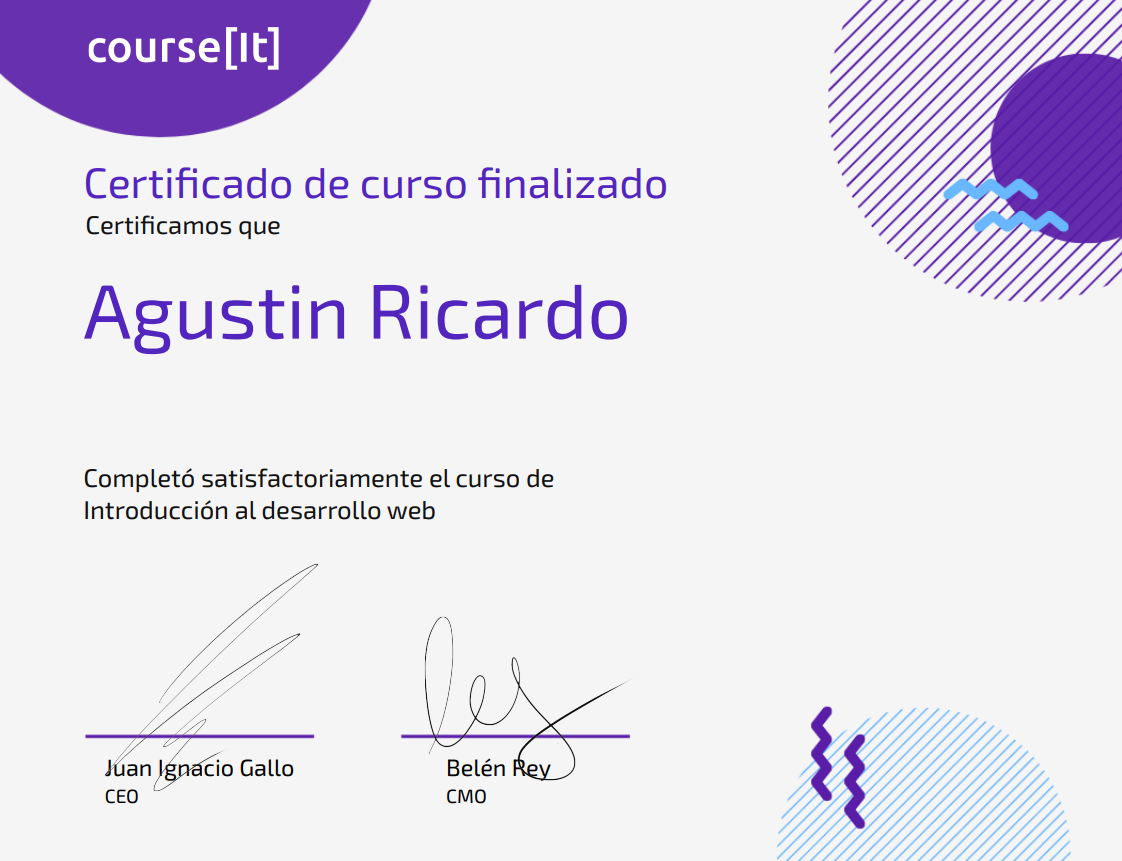 course[It]
Certificado de curso finalizado
Certificamos que
Agustin Ricardo
Completó satisfactoriamente el curso de
Introducción al desarrollo web
Juan Ignacio Gallo
CEO
Belén Rey
CMO